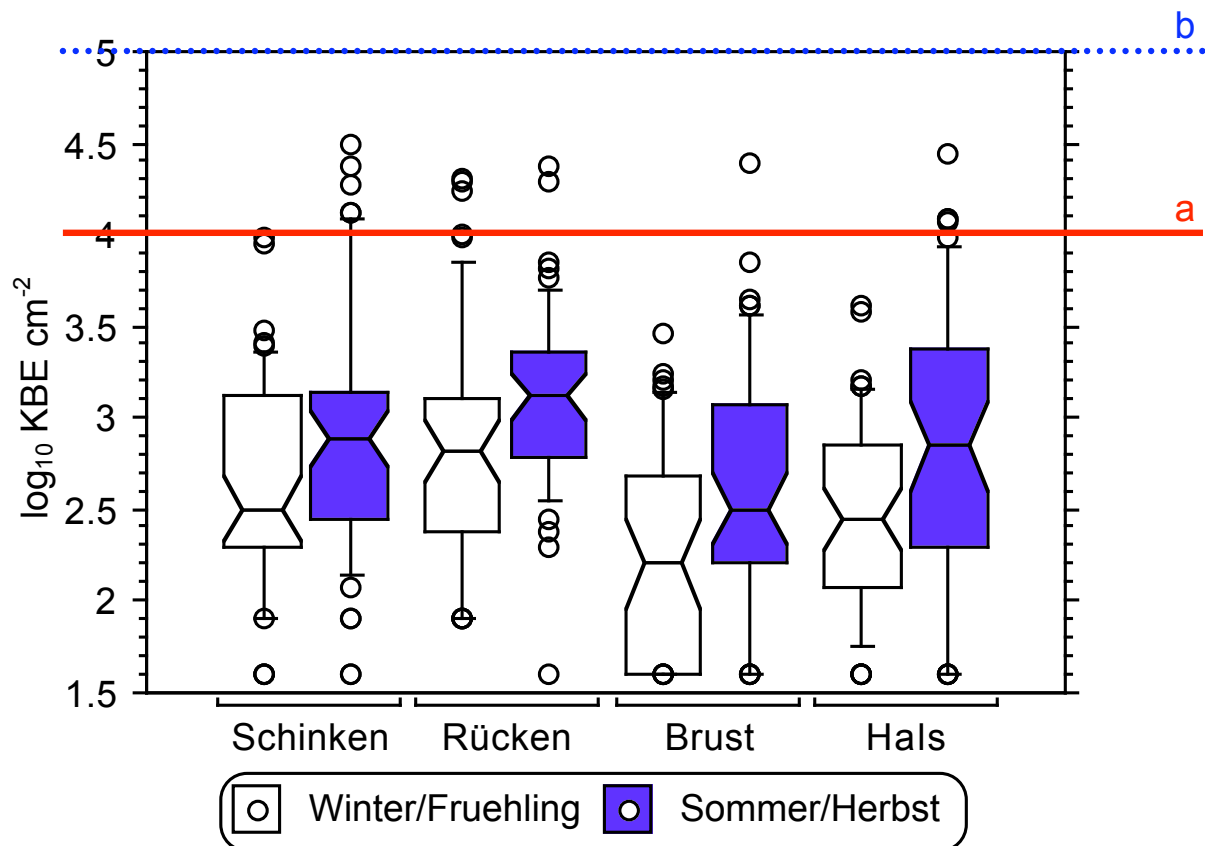 b
5
4.5
a
4
3.5
3
2.5
2
1.5
log₁₀ KBE cm⁻²
Schinken Rücken Brust Hals
Winter/Fruehling Sommer/Herbst